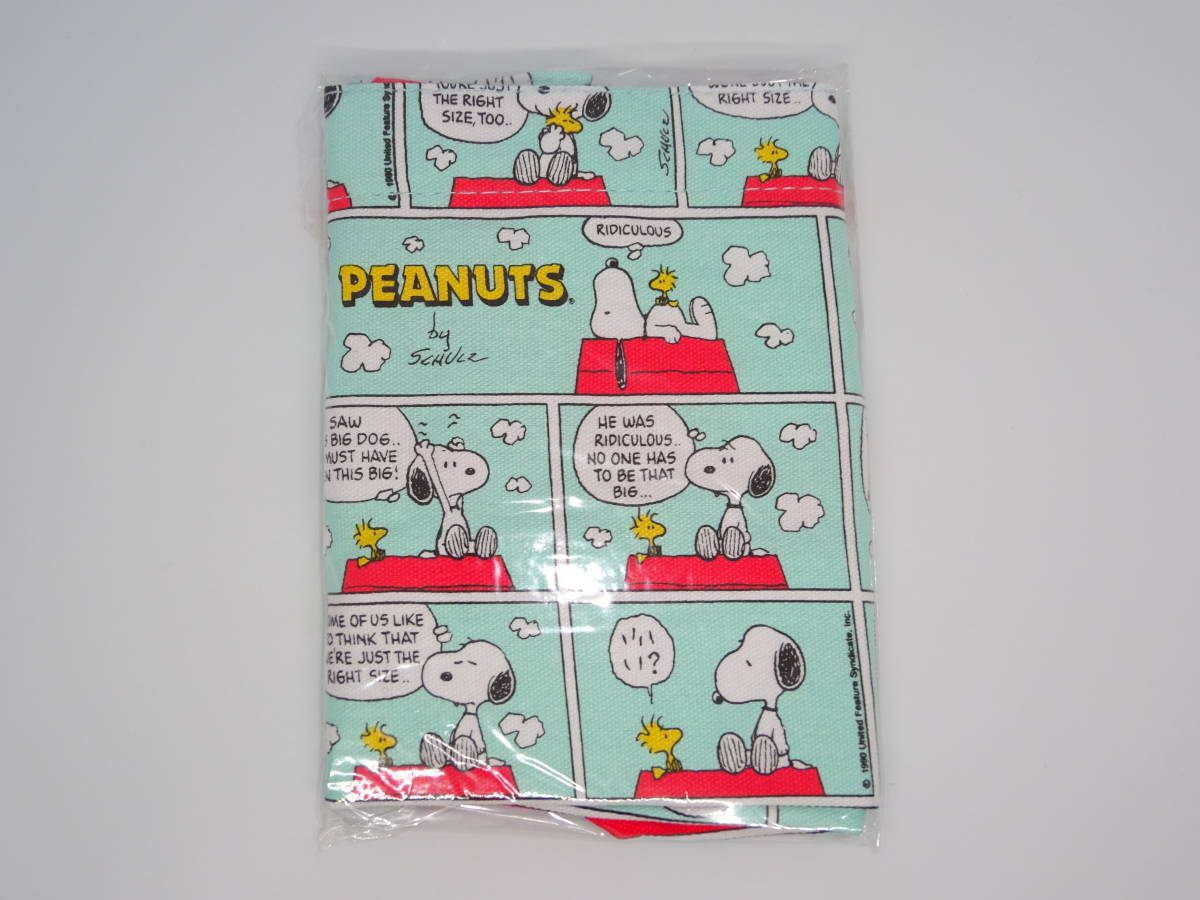 THE RIGHT
SIZE, TOO..
© 1990 United Feature Sy
SCHULZ
RIGHT SIZE..
RIDICULOUS
PEANUTS®
by
SCHULZ
SAW
BIG DOG..
MUST HAVE
THIS BIG!
HE WAS
RIDICULOUS..
NO ONE HAS
TO BE THAT
BIG...
OME OF US LIKE
O THINK THAT
E'RE JUST THE
RIGHT SIZE..
?
© 1990 United Feature Syndicate, Inc.